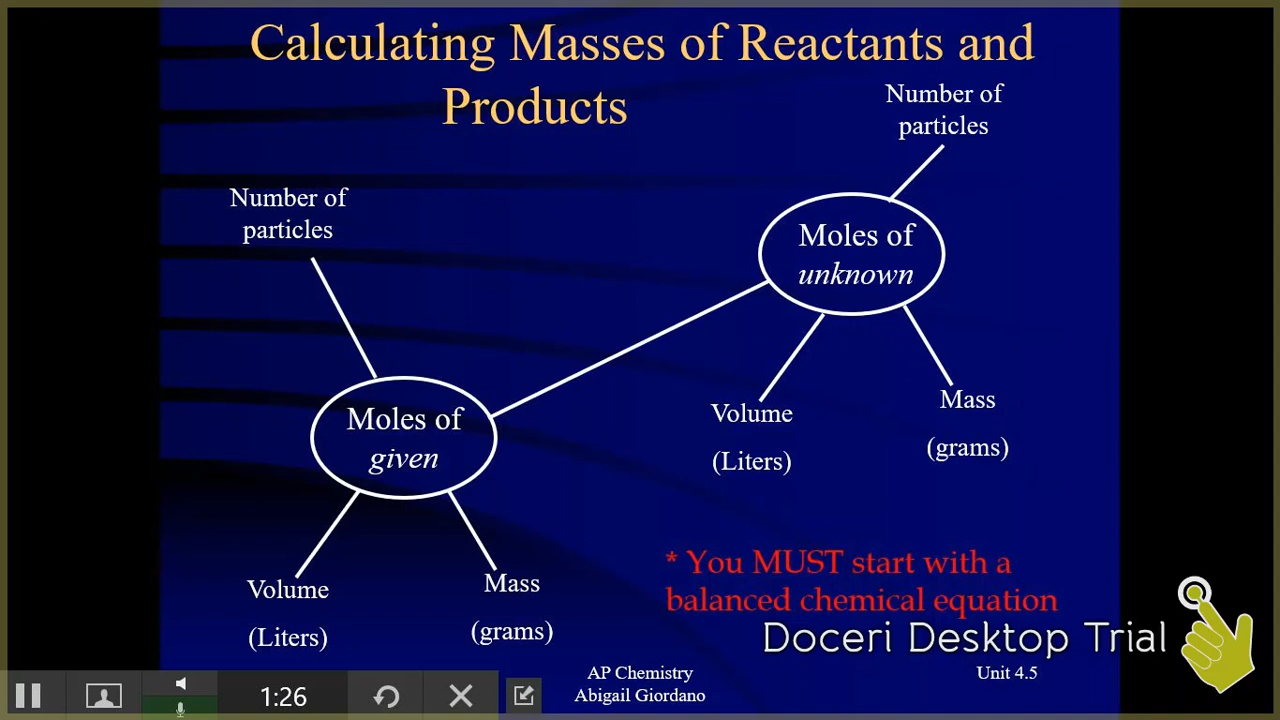 Calculating Masses of Reactants and
Products
Number of
particles
Number of
particles
Moles of
unknown
Moles of
given
Volume
(Liters)
Mass
(grams)
Volume
(Liters)
Mass
(grams)
* You MUST start with a
balanced chemical equation
Doceri Desktop Trial
1:26
AP Chemistry
Abigail Giordano
Unit 4.5